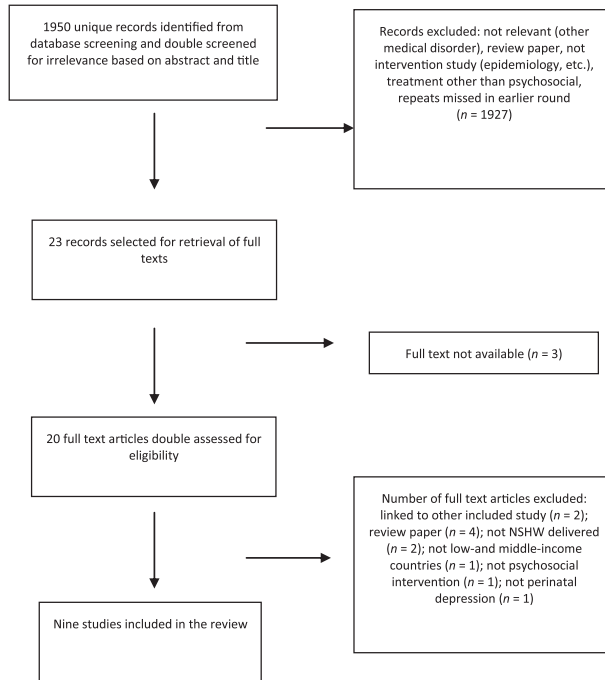 1950 unique records identified from
database screening and double screened
for irrelevance based on abstract and title
Records excluded: not relevant (other
medical disorder), review paper, not
intervention study (epidemiology, etc.),
treatment other than psychosocial,
repeats missed in earlier round
(n = 1927)
23 records selected for retrieval of full
texts
Full text not available (n = 3)
20 full text articles double assessed for
eligibility
Number of full text articles excluded:
linked to other included study (n = 2);
review paper (n = 4); not NSHW delivered
(n = 2); not low-and middle-income
countries (n = 1); not psychosocial
intervention (n = 1); not perinatal
depression (n = 1)
Nine studies included in the review